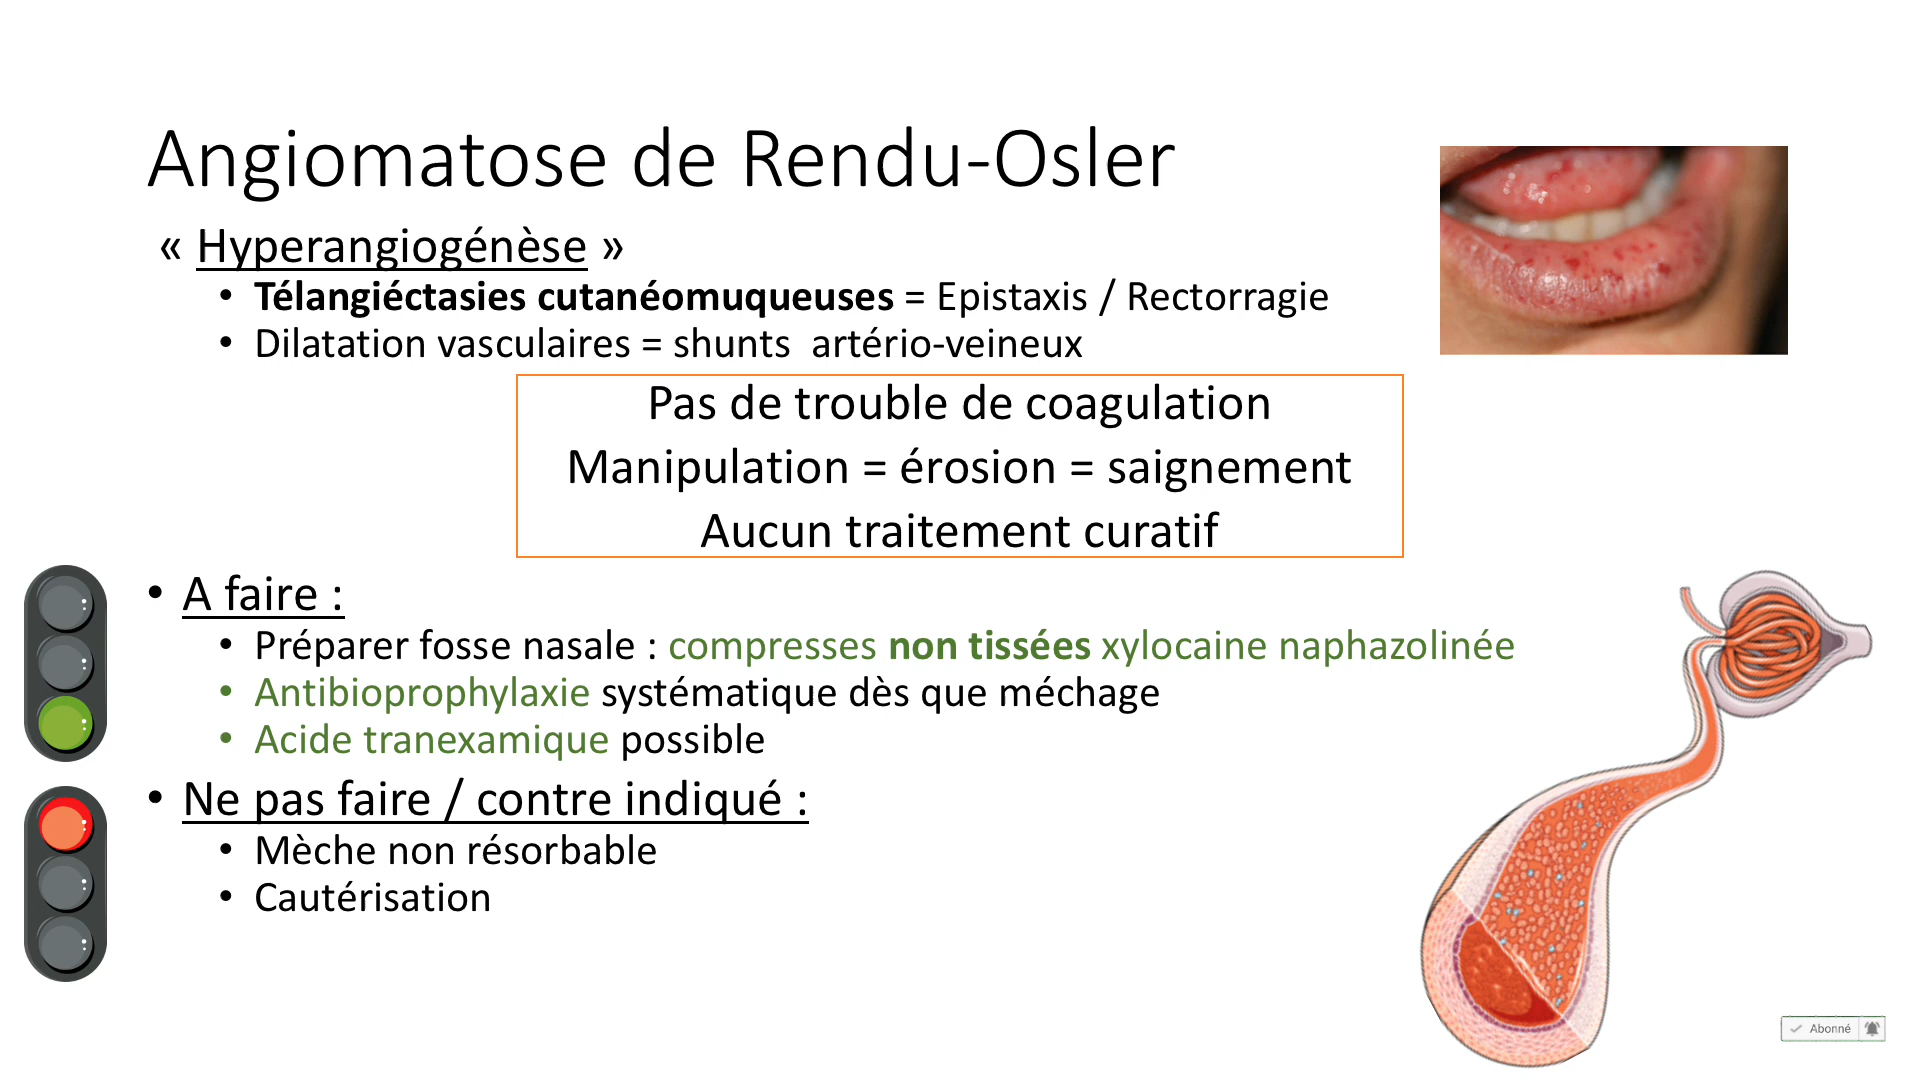 Angiomatose de Rendu-Osler
« Hyperangiogénèse »
• Télangiéctasies cutanéomuqueuses = Epistaxis / Rectorragie
• Dilatation vasculaires = shunts  artério-veineux
Pas de trouble de coagulation
Manipulation = érosion = saignement
Aucun traitement curatif
• A faire :
• Préparer fosse nasale : compresses non tissées xylocaine naphazolinée
• Antibioprophylaxie systématique dès que méchage
• Acide tranexamique possible
• Ne pas faire / contre indiqué :
• Mèche non résorbable
• Cautérisation
Abonné